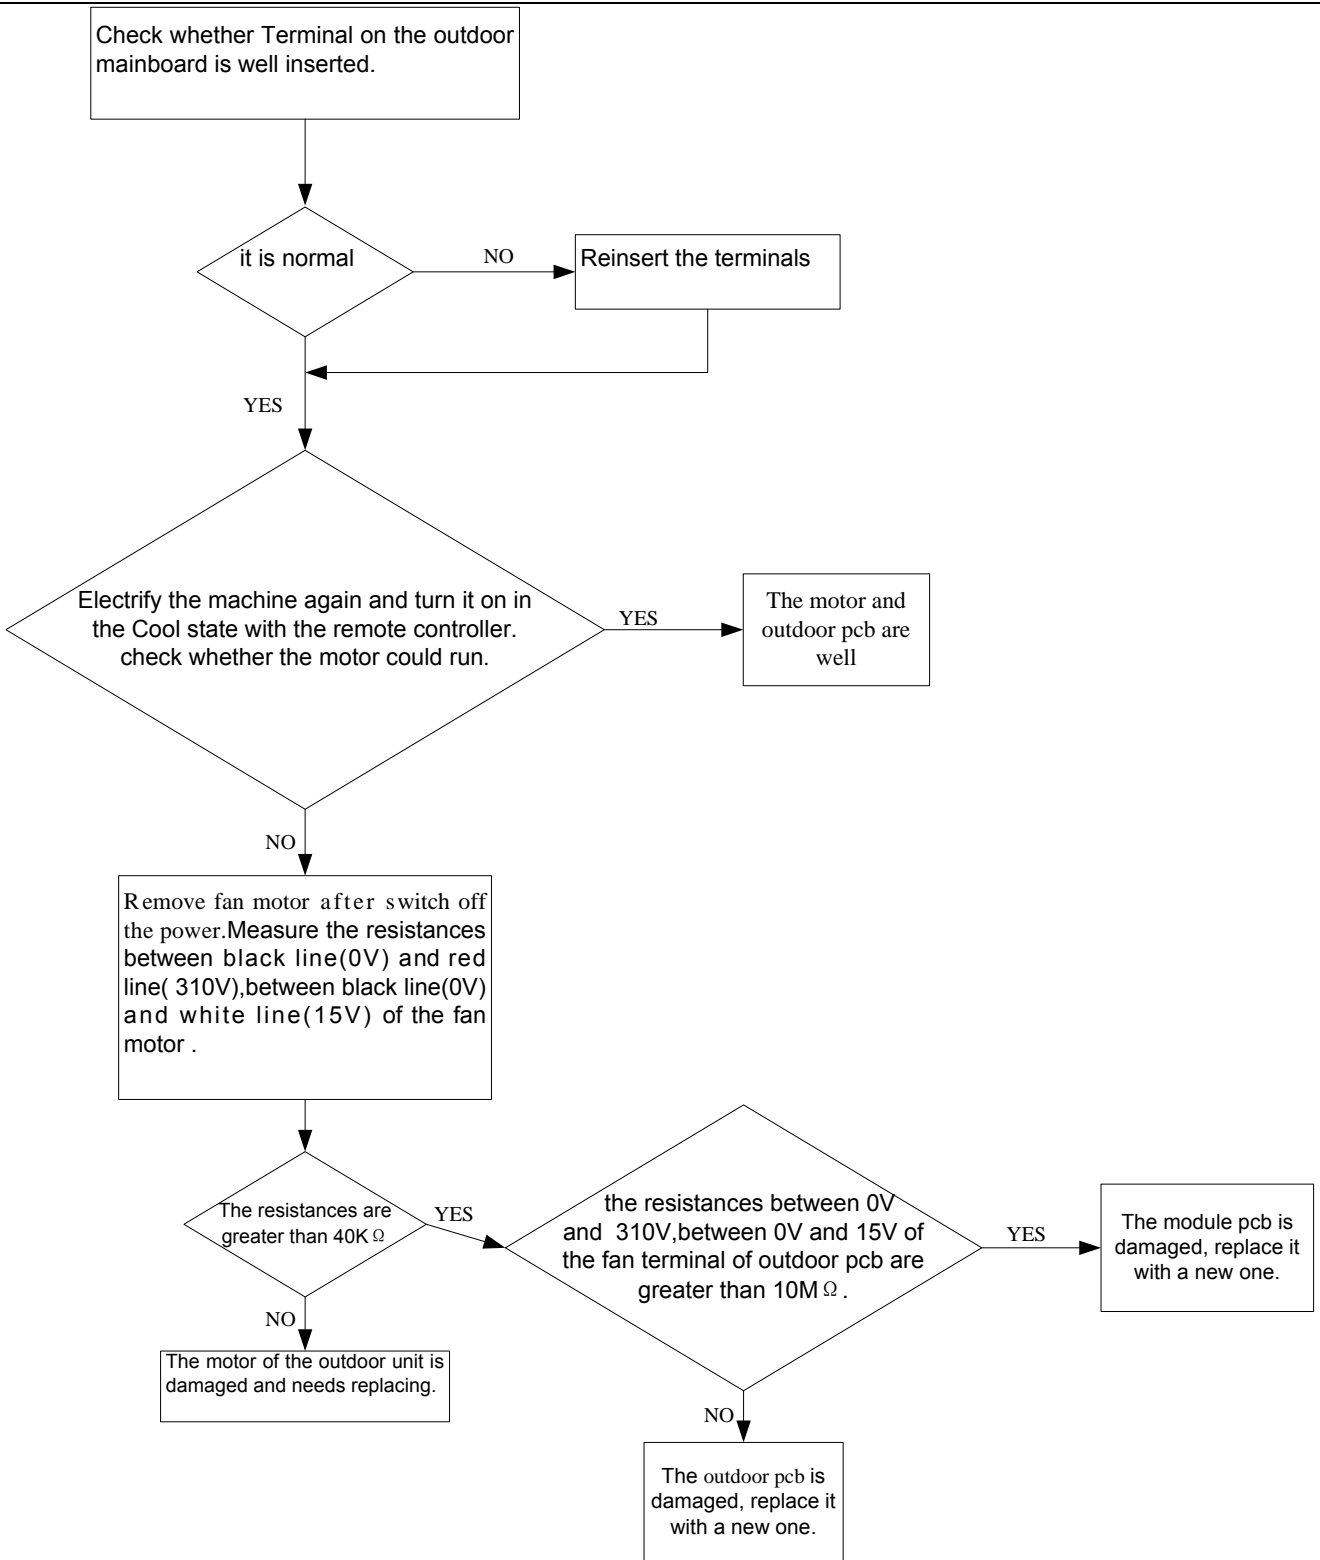 Check whether Terminal on the outdoor
mainboard is well inserted.
it is normal
NO
Reinsert the terminals
YES
Electrify the machine again and turn it on in
the Cool state with the remote controller.
check whether the motor could run.
YES
The motor and
outdoor pcb are
well
NO
Remove fan motor after switch off
the power.Measure the resistances
between black line(0V) and red
line( 310V),between black line(0V)
and white line(15V) of the fan
motor .
The resistances are
greater than 40KΩ
YES
the resistances between 0V
and 310V,between 0V and 15V of
the fan terminal of outdoor pcb are
greater than 10MΩ.
YES
The module pcb is
damaged, replace it
with a new one.
NO
The motor of the outdoor unit is
damaged and needs replacing.
NO
The outdoor pcb is
damaged, replace it
with a new one.